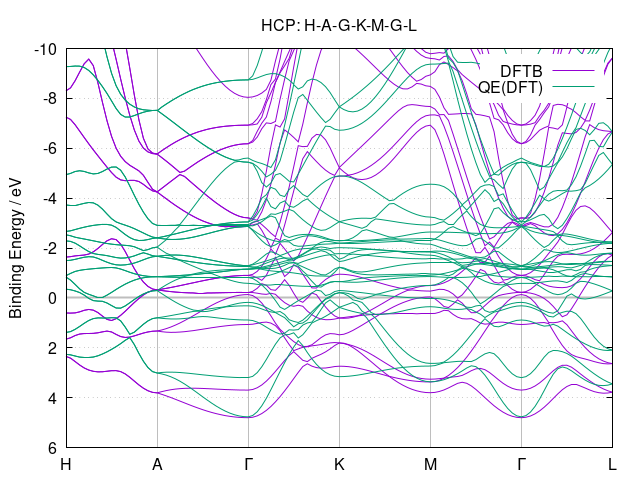 HCP: H-A-G-K-M-G-L
-10
-8
-6
-4
-2
0
2
4
6
Binding Energy / eV
DFTB
QE(DFT)
H A Γ K M Γ L